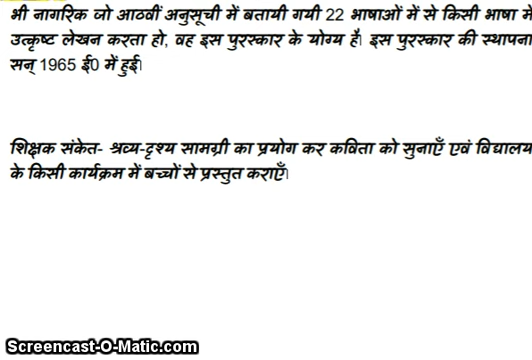 भी नागरिक जो आठवीं अनुसूची में बतायी गयी 22 भाषाओं में से किसी भाषा में
उत्कृष्ट लेखन करता हो, वह इस पुरस्कार के योग्य है। इस पुरस्कार की स्थापना
सन् 1965 ई0 में हुई।
शिक्षक संकेत- श्रव्य-दृश्य सामग्री का प्रयोग कर कविता को सुनाएँ एवं विद्यालय
के किसी कार्यक्रम में बच्चों से प्रस्तुत कराएँ।
Screencast-O-Matic.com